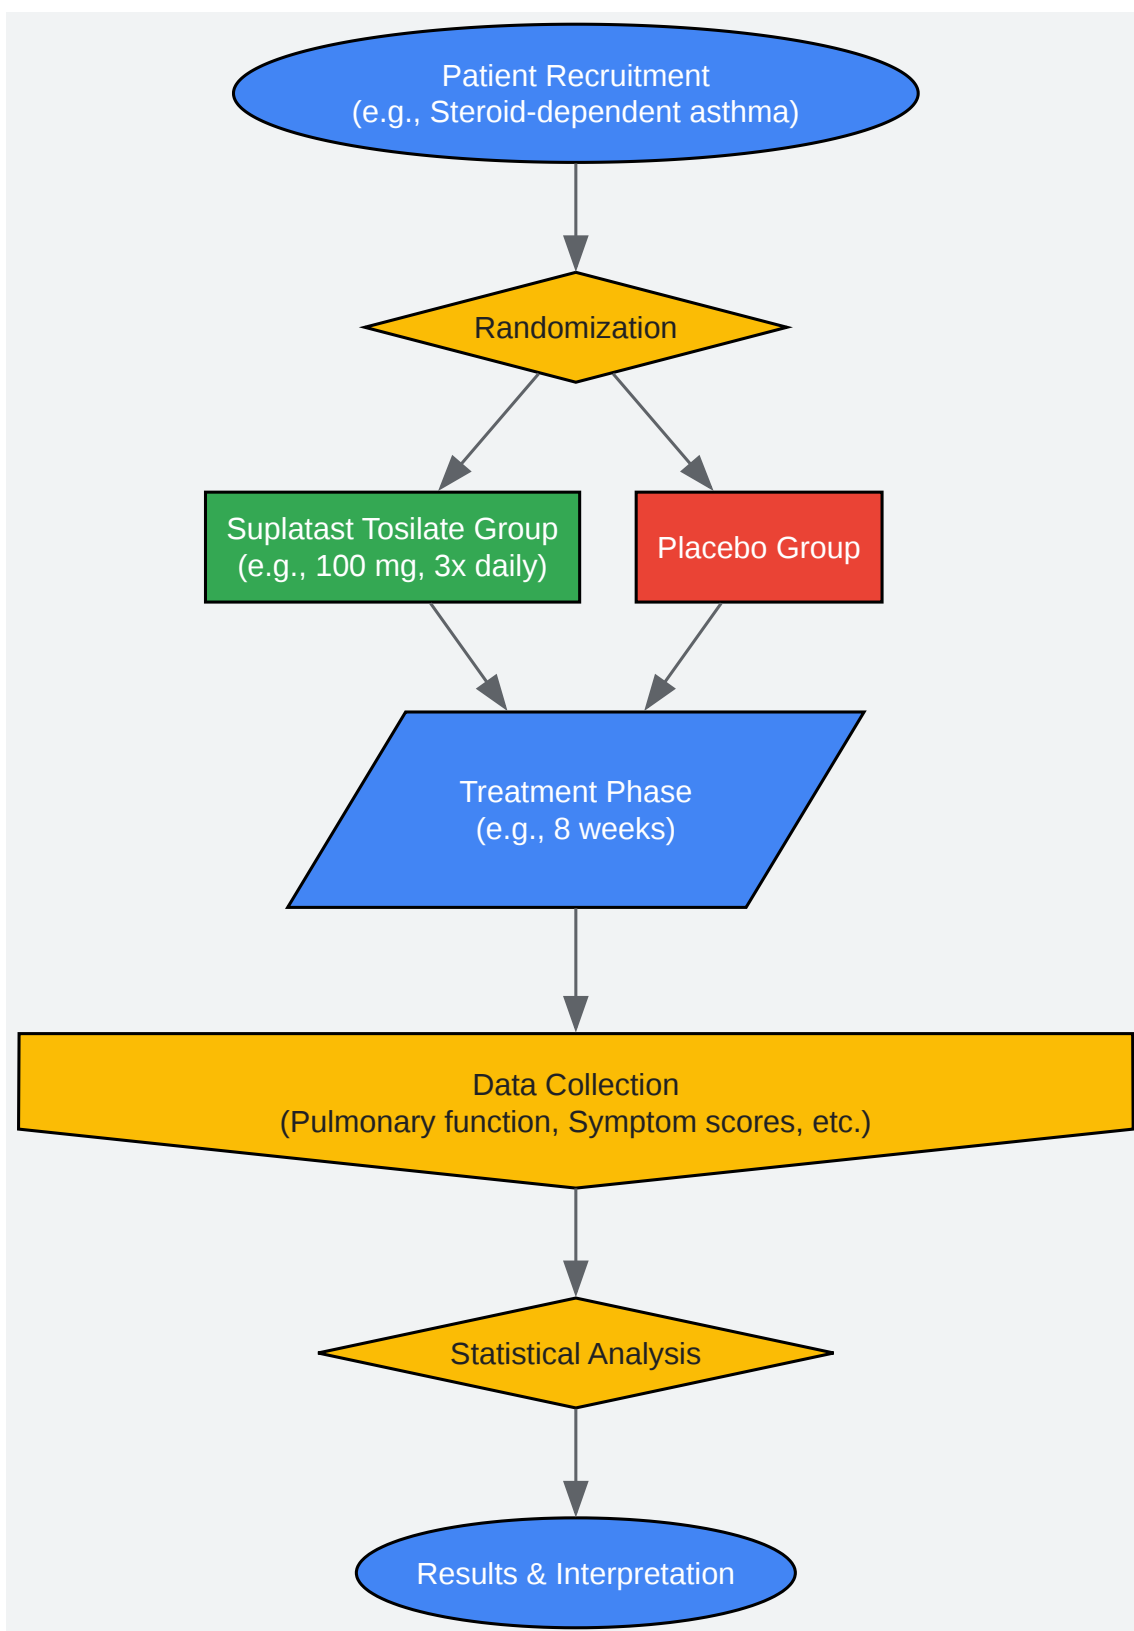 Patient Recruitment
(e.g., Steroid-dependent asthma)
Randomization
Suplatast Tosilate Group
(e.g., 100 mg, 3x daily)
Placebo Group
Treatment Phase
(e.g., 8 weeks)
Data Collection
(Pulmonary function, Symptom scores, etc.)
Statistical Analysis
Results & Interpretation